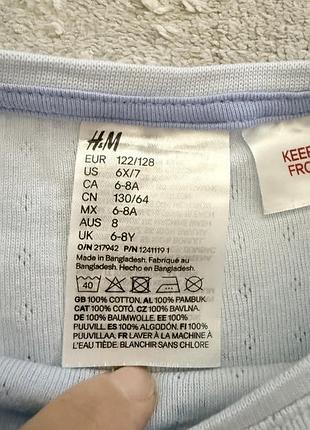 H&M
EUR 122/128
US 6X/7
CA 6-8A
CN 130/64
MX 6-8A
AUS 8
UK 6-8Y
O/N 217942 P/N 1241119 1
Made in Bangladesh. Fabriqué au
Bangladesh. Hecho en Bangladesh.
40
GB 100% COTTON. AL 100% PAMBUK.
CAT 100% COTÓ. CZ 100% BAVLNA.
DE 100% BAUMWOLLE. EE 100%
PUUVILL. ES 100% ALGODÓN. FI 100%
PUUVILLAA. FR LAVER À LA MACHINE À
L'EAU TIÈDE. BLANCHIR SANS CHLORE
KEEP
FRO